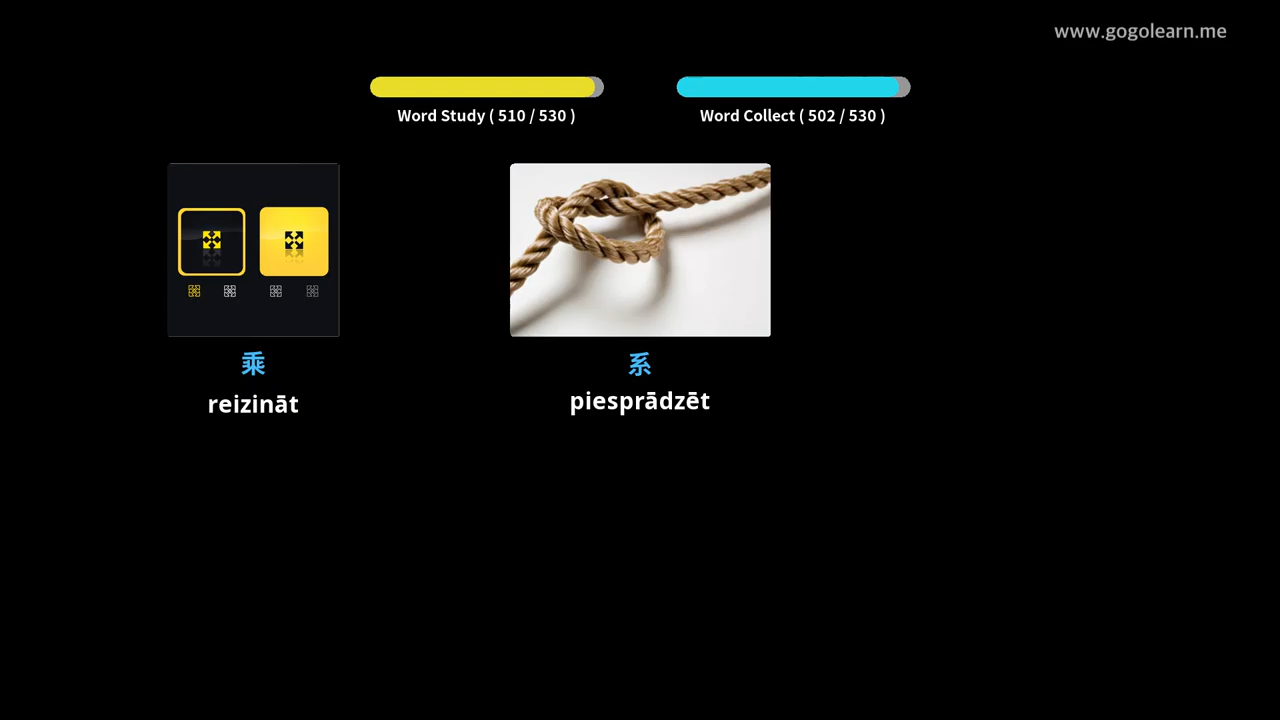 www.gogolearn.me
Word Study ( 510 / 530 )
Word Collect ( 502 / 530 )
乘
reizināt
系
piesprādzēt